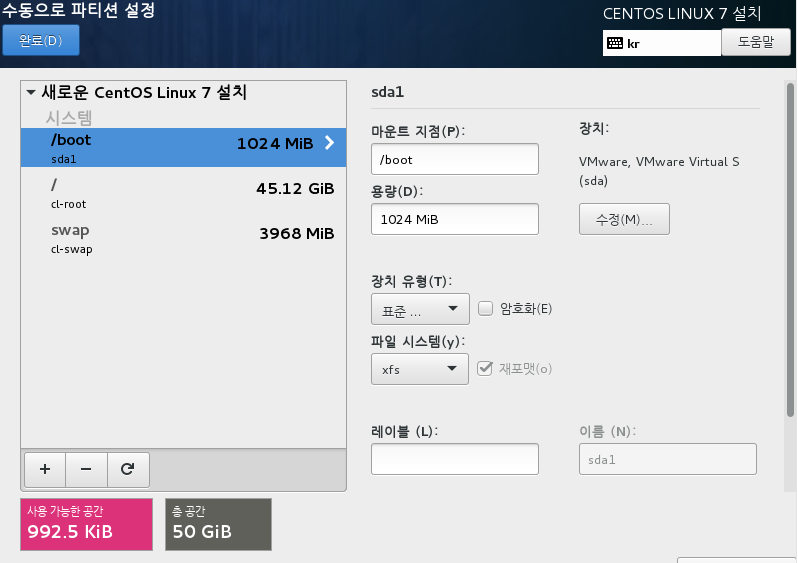 수동으로 파티션 설정
CENTOS LINUX 7 설치
완료(D)
kr
도움말
새로운 CentOS Linux 7 설치
시스템
/boot
1024 MiB
sda1
/
45.12 GiB
cl-root
swap
3968 MiB
cl-swap
+ −
사용 가능한 공간
992.5 KiB
총 공간
50 GiB
sda1
마운트 지점(P):
/boot
용량(D):
1024 MiB
장치:
VMware, VMware Virtual S
(sda)
수정(M)...
장치 유형(T):
표준 ...
암호화(E)
파일 시스템(y):
xfs
재포맷(o)
레이블 (L):
이름 (N):
sda1